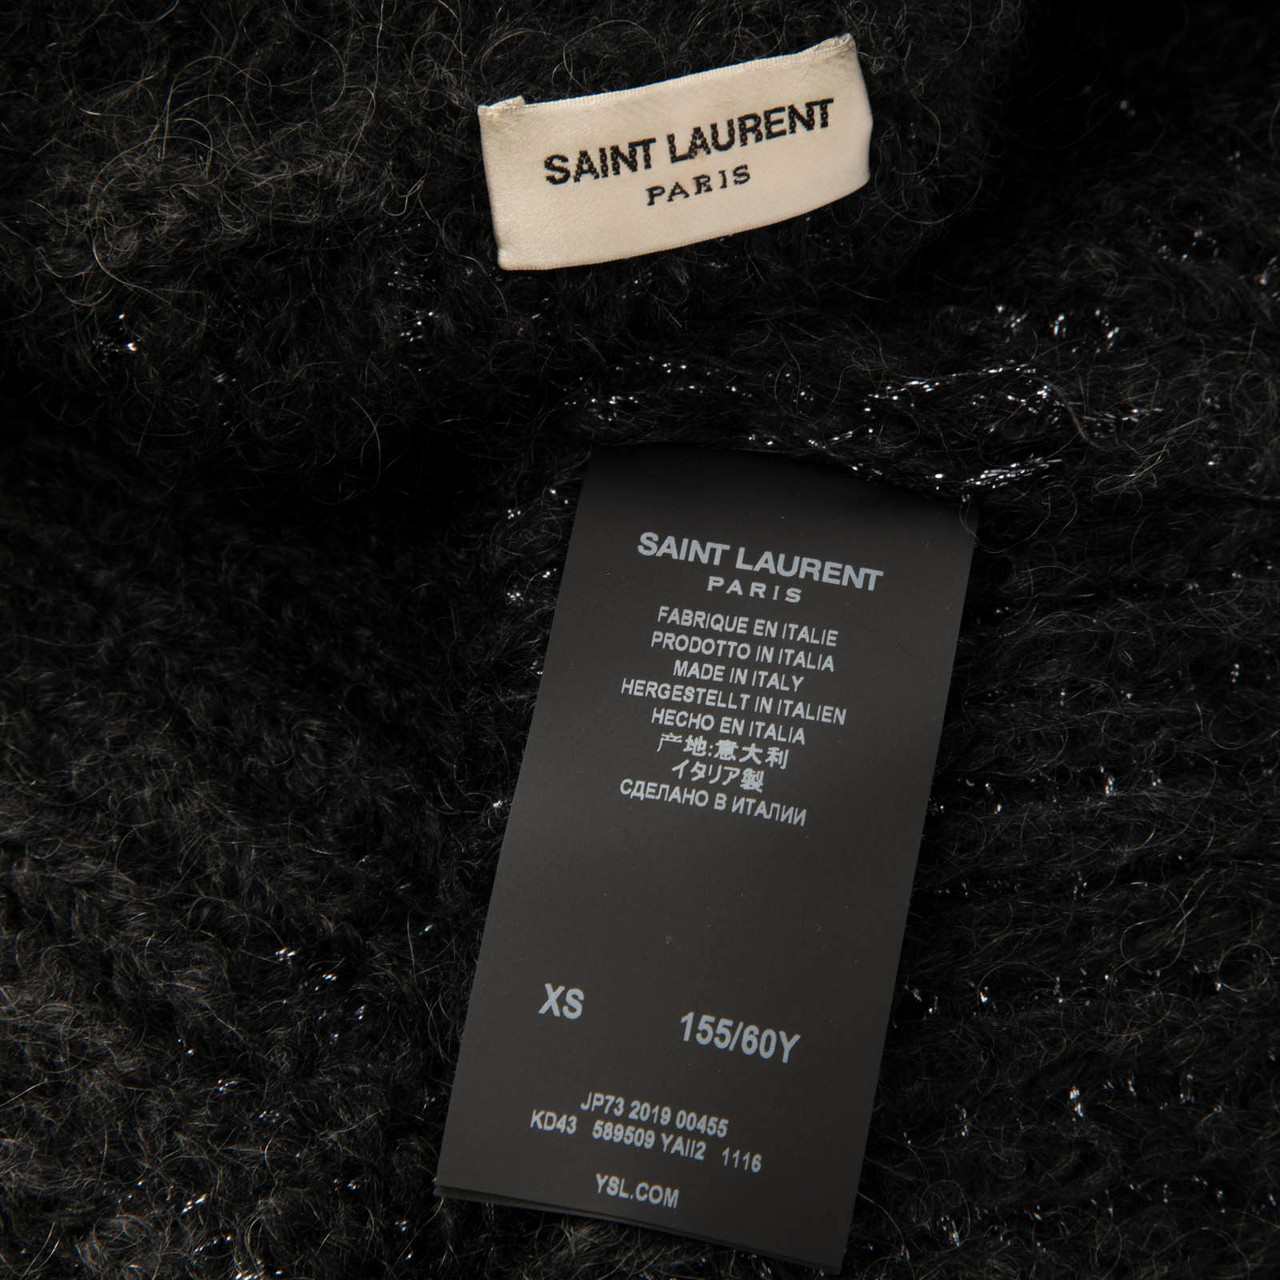 SAINT LAURENT
PARIS
SAINT LAURENT
PARIS
FABRIQUE EN ITALIE
PRODOTTO IN ITALIA
MADE IN ITALY
HERGESTELLT IN ITALIEN
HECHO EN ITALIA
产地:意大利
イタリア製
СДЕЛАНО В ИТАЛИИ
XS 155/60Y
JP73 2019 00455
KD43 589509 YAII2 1116
YSL.COM